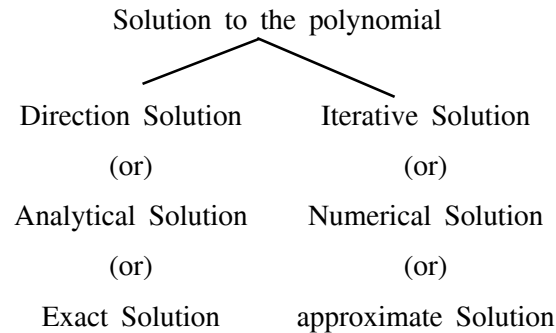 Solution to the polynomial
Direction Solution
(or)
Analytical Solution
(or)
Exact Solution
Iterative Solution
(or)
Numerical Solution
(or)
approximate Solution